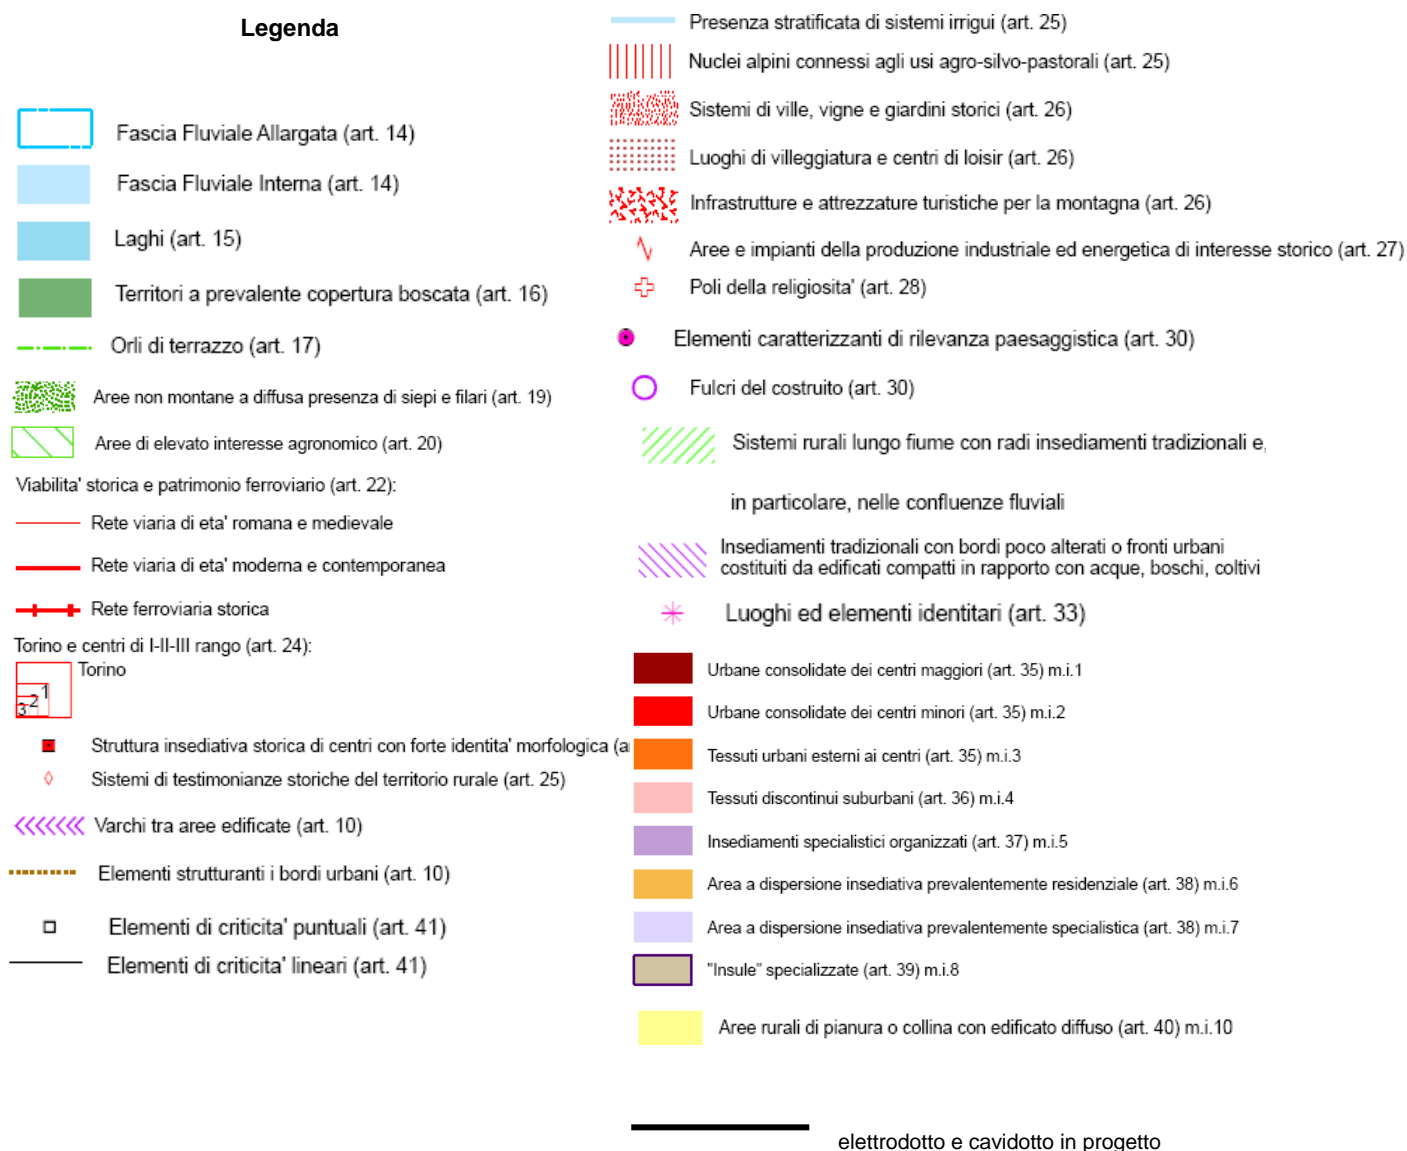 Legenda
Fascia Fluviale Allargata (art. 14)
Fascia Fluviale Interna (art. 14)
Laghi (art. 15)
Territori a prevalente copertura boscata (art. 16)
Orli di terrazzo (art. 17)
Aree non montane a diffusa presenza di siepi e filari (art. 19)
Aree di elevato interesse agronomico (art. 20)
Viabilita' storica e patrimonio ferroviario (art. 22):
Rete viaria di eta' romana e medievale
Rete viaria di eta' moderna e contemporanea
Rete ferroviaria storica
Torino e centri di I-II-III rango (art. 24):
Torino
1
2
3
Struttura insediativa storica di centri con forte identita' morfologica (a
Sistemi di testimonianze storiche del territorio rurale (art. 25)
Varchi tra aree edificate (art. 10)
Elementi strutturanti i bordi urbani (art. 10)
Elementi di criticita' puntuali (art. 41)
Elementi di criticita' lineari (art. 41)
Presenza stratificata di sistemi irrigui (art. 25)
Nuclei alpini connessi agli usi agro-silvo-pastorali (art. 25)
Sistemi di ville, vigne e giardini storici (art. 26)
Luoghi di villeggiatura e centri di loisir (art. 26)
Infrastrutture e attrezzature turistiche per la montagna (art. 26)
Aree e impianti della produzione industriale ed energetica di interesse storico (art. 27)
Poli della religiosita' (art. 28)
Elementi caratterizzanti di rilevanza paesaggistica (art. 30)
Fulcri del costruito (art. 30)
Sistemi rurali lungo fiume con radi insediamenti tradizionali e,
in particolare, nelle confluenze fluviali
Insediamenti tradizionali con bordi poco alterati o fronti urbani
costituiti da edificati compatti in rapporto con acque, boschi, coltivi
Luoghi ed elementi identitari (art. 33)
Urbane consolidate dei centri maggiori (art. 35) m.i.1
Urbane consolidate dei centri minori (art. 35) m.i.2
Tessuti urbani esterni ai centri (art. 35) m.i.3
Tessuti discontinui suburbani (art. 36) m.i.4
Insediamenti specialistici organizzati (art. 37) m.i.5
Area a dispersione insediativa prevalentemente residenziale (art. 38) m.i.6
Area a dispersione insediativa prevalentemente specialistica (art. 38) m.i.7
"Insule" specializzate (art. 39) m.i.8
Aree rurali di pianura o collina con edificato diffuso (art. 40) m.i.10
elettrodotto e cavidotto in progetto